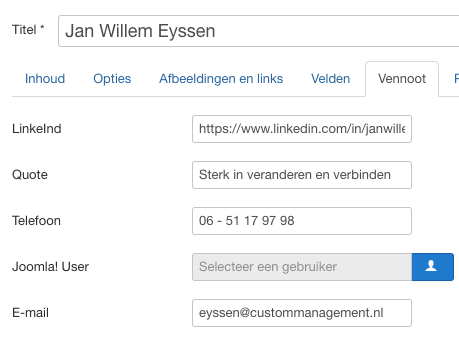 Titel * Jan Willem Eyssen
Inhoud Opties Afbeeldingen en links Velden Vennoot
LinkeInd https://www.linkedin.com/in/janwille
Quote Sterk in veranderen en verbinden
Telefoon 06 - 51 17 97 98
Joomla! User Selecteer een gebruiker
E-mail eyssen@custommanagement.nl